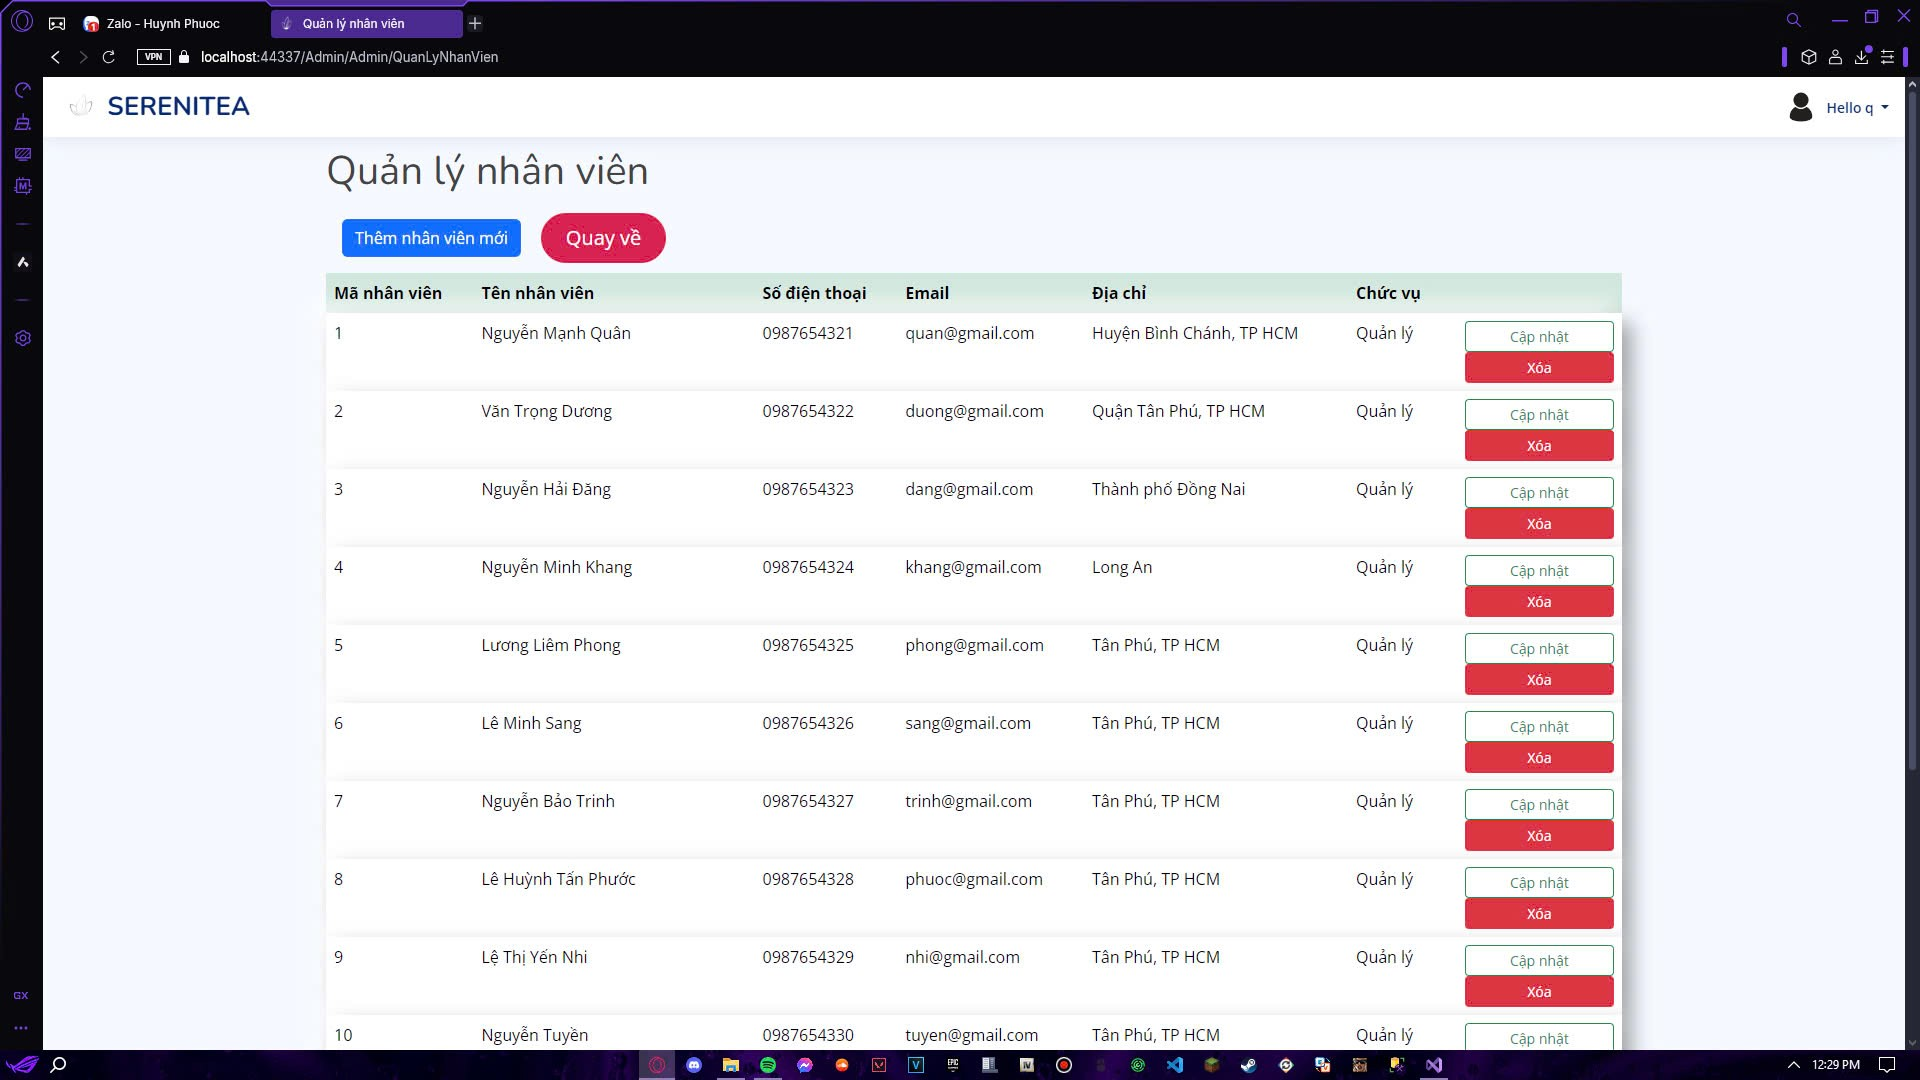 Zalo - Huynh Phuoc
Quản lý nhân viên
VPN
localhost:44337/Admin/Admin/QuanLyNhanVien
SERENITEA
Hello q
Quản lý nhân viên
Thêm nhân viên mới Quay về
Mã nhân viên Tên nhân viên Số điện thoại Email Địa chỉ Chức vụ
1 Nguyễn Mạnh Quân 0987654321 quan@gmail.com Huyện Bình Chánh, TP HCM Quản lý Cập nhật
Xóa
2 Văn Trọng Dương 0987654322 duong@gmail.com Quận Tân Phú, TP HCM Quản lý Cập nhật
Xóa
3 Nguyễn Hải Đăng 0987654323 dang@gmail.com Thành phố Đồng Nai Quản lý Cập nhật
Xóa
4 Nguyễn Minh Khang 0987654324 khang@gmail.com Long An Quản lý Cập nhật
Xóa
5 Lương Liêm Phong 0987654325 phong@gmail.com Tân Phú, TP HCM Quản lý Cập nhật
Xóa
6 Lê Minh Sang 0987654326 sang@gmail.com Tân Phú, TP HCM Quản lý Cập nhật
Xóa
7 Nguyễn Bảo Trinh 0987654327 trinh@gmail.com Tân Phú, TP HCM Quản lý Cập nhật
Xóa
8 Lê Huỳnh Tấn Phước 0987654328 phuoc@gmail.com Tân Phú, TP HCM Quản lý Cập nhật
Xóa
9 Lệ Thị Yến Nhi 0987654329 nhi@gmail.com Tân Phú, TP HCM Quản lý Cập nhật
Xóa
10 Nguyễn Tuyền 0987654330 tuyen@gmail.com Tân Phú, TP HCM Quản lý Cập nhật
GX
12:29 PM